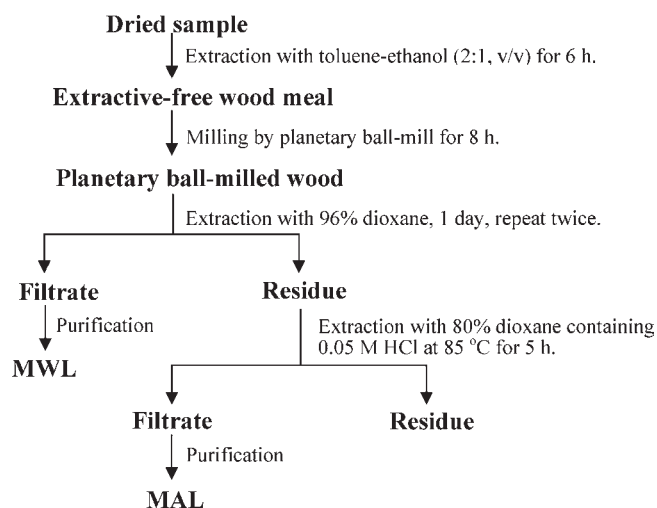 Dried sample
Extraction with toluene-ethanol (2:1, v/v) for 6 h.
Extractive-free wood meal
Milling by planetary ball-mill for 8 h.
Planetary ball-milled wood
Extraction with 96% dioxane, 1 day, repeat twice.
Filtrate
Residue
Purification
Extraction with 80% dioxane containing
0.05 M HCl at 85 °C for 5 h.
MWL
Filtrate
Residue
Purification
MAL